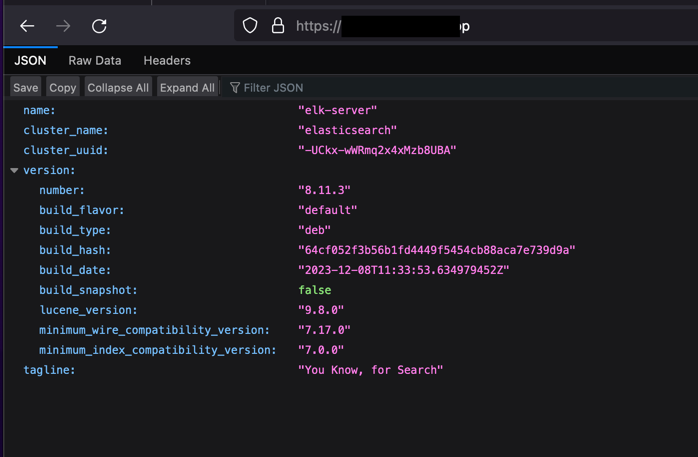 https:// op
JSON Raw Data Headers
Save Copy Collapse All Expand All Filter JSON
name: "elk-server"
cluster_name: "elasticsearch"
cluster_uuid: "-UCkx-wWRmq2x4xMzb8UBA"
version:
number: "8.11.3"
build_flavor: "default"
build_type: "deb"
build_hash: "64cf052f3b56b1fd4449f5454cb88aca7e739d9a"
build_date: "2023-12-08T11:33:53.634979452Z"
build_snapshot: false
lucene_version: "9.8.0"
minimum_wire_compatibility_version: "7.17.0"
minimum_index_compatibility_version: "7.0.0"
tagline: "You Know, for Search"